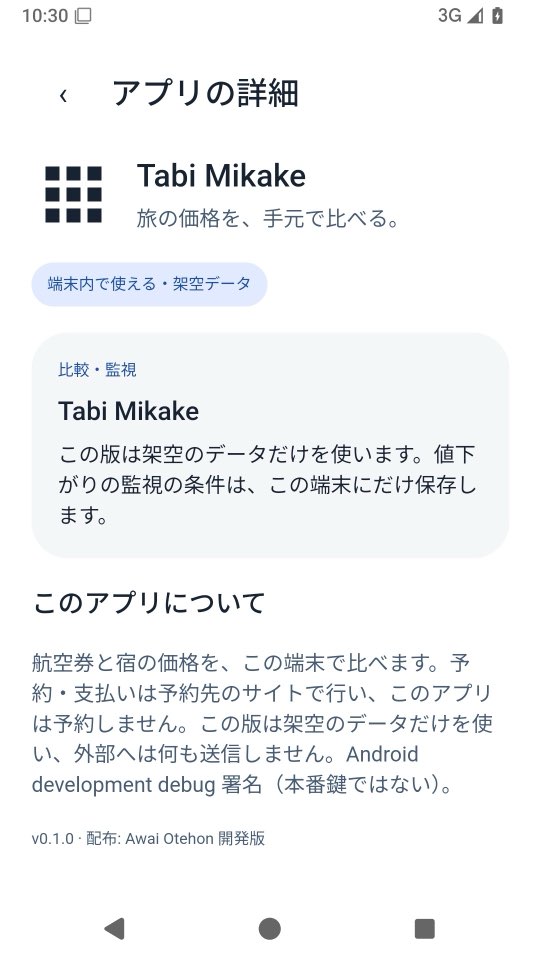 10:30
3G
‹ アプリの詳細
Tabi Mikake
旅の価格を、手元で比べる。
端末内で使える・架空データ
比較・監視
Tabi Mikake
この版は架空のデータだけを使います。値下
がりの監視の条件は、この端末にだけ保存し
ます。
このアプリについて
航空券と宿の価格を、この端末で比べます。予
約・支払いは予約先のサイトで行い、このアプリ
は予約しません。この版は架空のデータだけを使
い、外部へは何も送信しません。Android
development debug 署名（本番鍵ではない）。
v0.1.0 · 配布: Awai Otehon 開発版